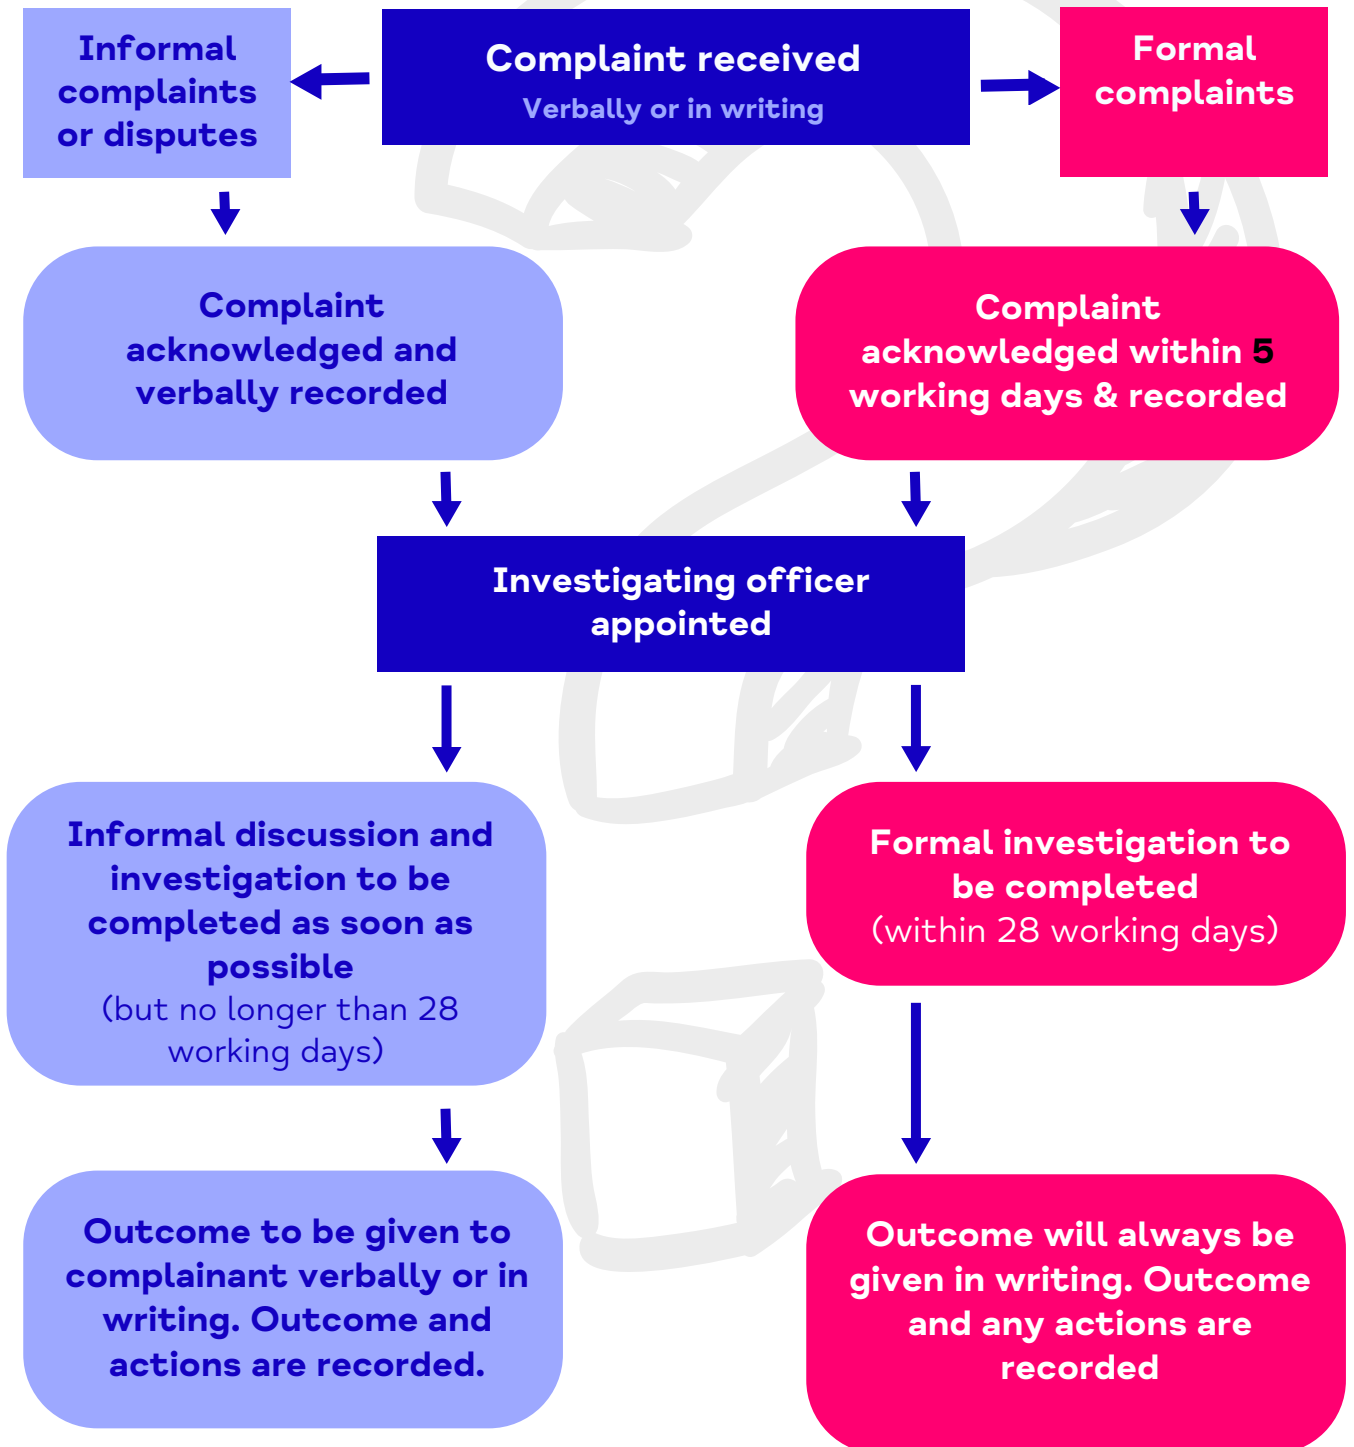 Informal
complaints
or disputes
Complaint received
Verbally or in writing
Formal
complaints
Complaint
acknowledged and
verbally recorded
Complaint
acknowledged within 5
working days & recorded
Investigating officer
appointed
Informal discussion and
investigation to be
completed as soon as
possible
(but no longer than 28
working days)
Formal investigation to
be completed
(within 28 working days)
Outcome to be given to
complainant verbally or in
writing. Outcome and
actions are recorded.
Outcome will always be
given in writing. Outcome
and any actions are
recorded